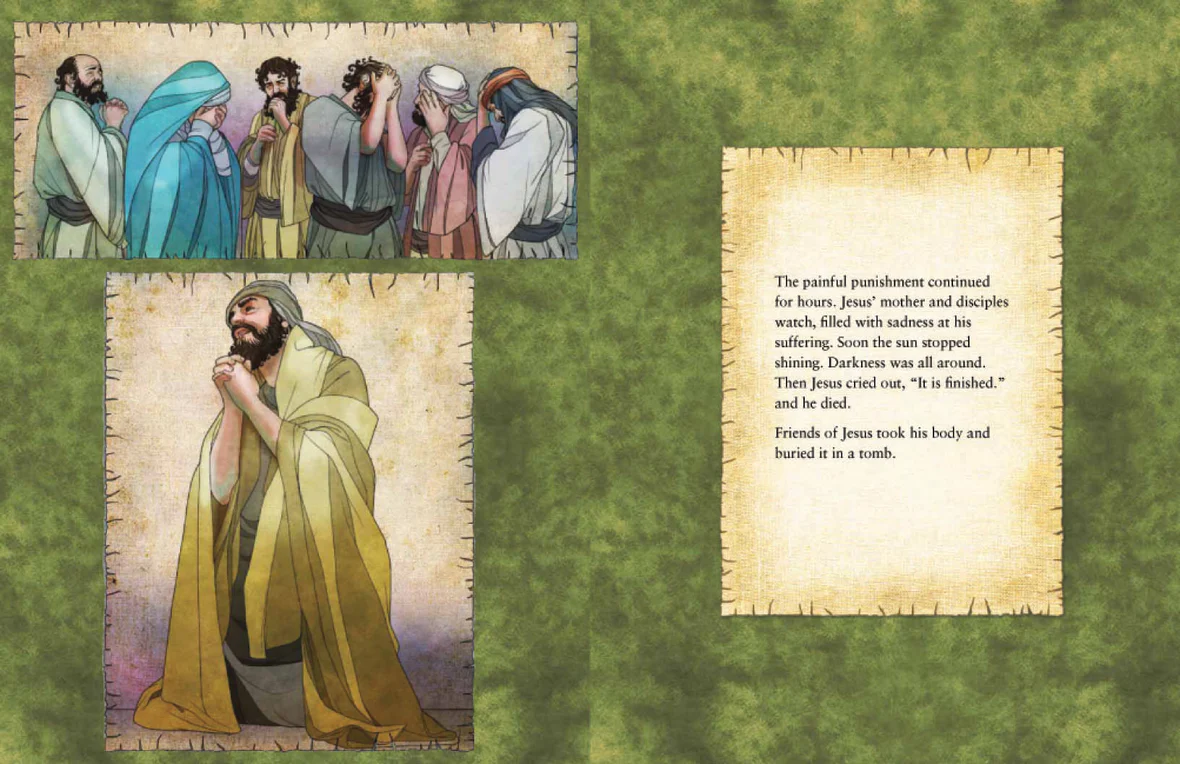 The painful punishment continued
for hours. Jesus’ mother and disciples
watch, filled with sadness at his
suffering. Soon the sun stopped
shining. Darkness was all around.
Then Jesus cried out, “It is finished.”
and he died.
Friends of Jesus took his body and
buried it in a tomb.